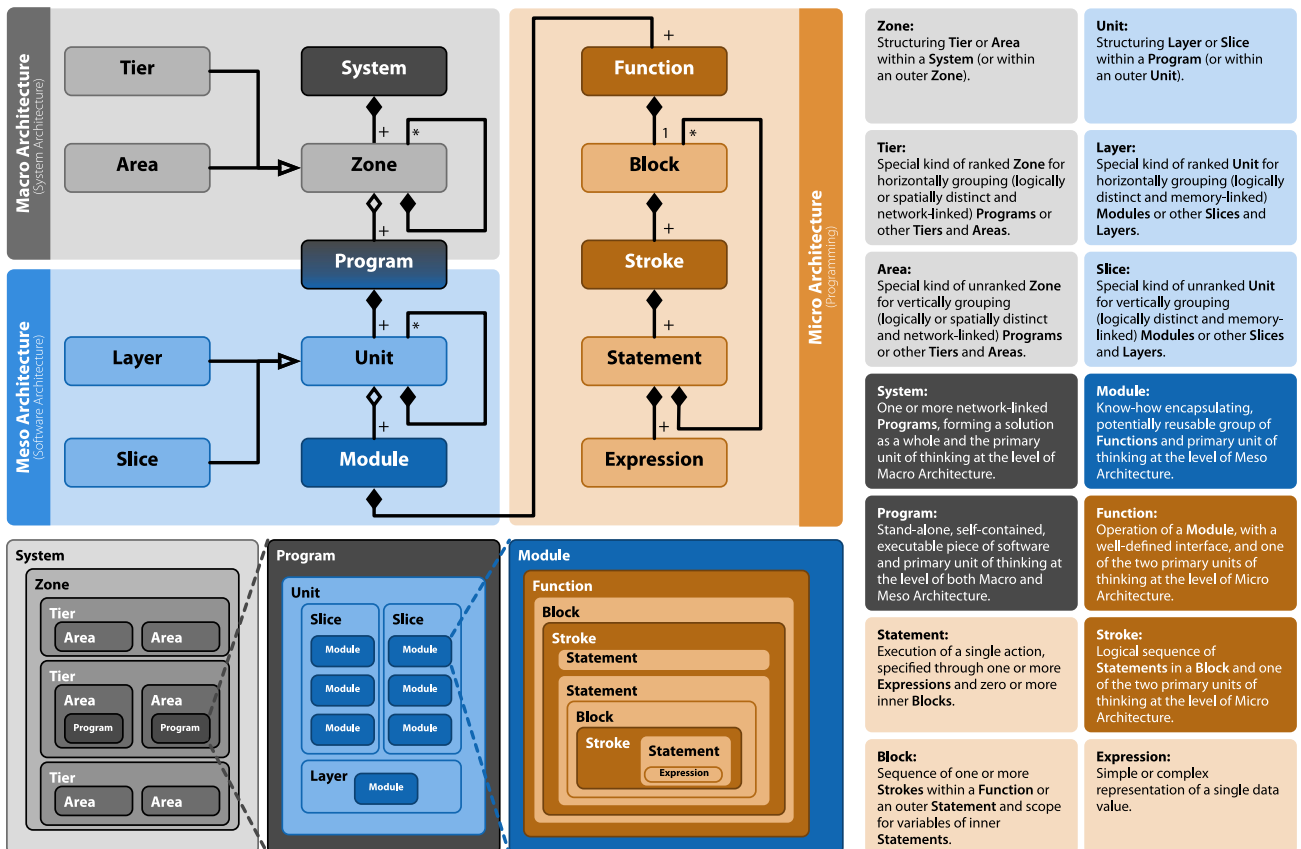 Macro Architecture
(System Architecture)
Tier
System
+
*
Area
Zone
+
Program
Meso Architecture
(Software Architecture)
+
*
Layer
Unit
+
Slice
Module
+
Function
1
*
Block
+
Stroke
+
Statement
+
Expression
Micro Architecture
(Programming)
System
Zone
Tier
Area
Area
Tier
Area
Area
Program
Program
Tier
Area
Area
Program
Unit
Slice
Slice
Module
Module
Module
Module
Module
Module
Layer
Module
Module
Function
Block
Stroke
Statement
Statement
Block
Stroke
Statement
Expression
Zone:
Structuring Tier or Area
within a System (or within
an outer Zone).
Unit:
Structuring Layer or Slice
within a Program (or within
an outer Unit).
Tier:
Special kind of ranked Zone for
horizontally grouping (logically
or spatially distinct and
network-linked) Programs or
other Tiers and Areas.
Layer:
Special kind of ranked Unit for
horizontally grouping (logically
distinct and memory-linked)
Modules or other Slices and
Layers.
Area:
Special kind of unranked Zone
for vertically grouping
(logically or spatially distinct
and network-linked) Programs
or other Tiers and Areas.
Slice:
Special kind of unranked Unit
for vertically grouping
(logically distinct and memory-
linked) Modules or other Slices
and Layers.
System:
One or more network-linked
Programs, forming a solution
as a whole and the primary
unit of thinking at the level of
Macro Architecture.
Module:
Know-how encapsulating,
potentially reusable group of
Functions and primary unit of
thinking at the level of Meso
Architecture.
Program:
Stand-alone, self-contained,
executable piece of software
and primary unit of thinking at
the level of both Macro and
Meso Architecture.
Function:
Operation of a Module, with a
well-defined interface, and one
of the two primary units of
thinking at the level of Micro
Architecture.
Statement:
Execution of a single action,
specified through one or more
Expressions and zero or more
inner Blocks.
Stroke:
Logical sequence of
Statements in a Block and one
of the two primary units of
thinking at the level of Micro
Architecture.
Block:
Sequence of one or more
Strokes within a Function or
an outer Statement and scope
for variables of inner
Statements.
Expression:
Simple or complex
representation of a single data
value.